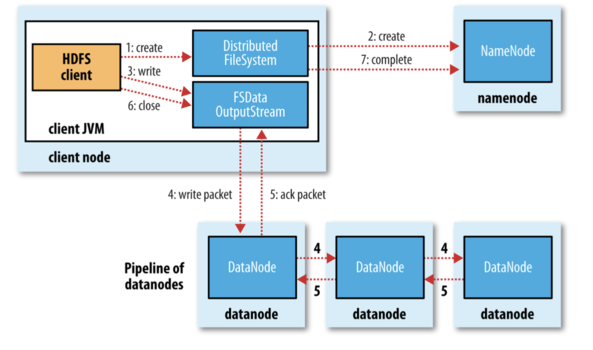 HDFS
client
1: create
3: write
6: close
client JVM
client node
Distributed
FileSystem
FSData
OutputStream
2: create
7: complete
NameNode
namenode
4: write packet
5: ack packet
Pipeline of
datanodes
DataNode
datanode
4
5
DataNode
datanode
4
5
DataNode
datanode